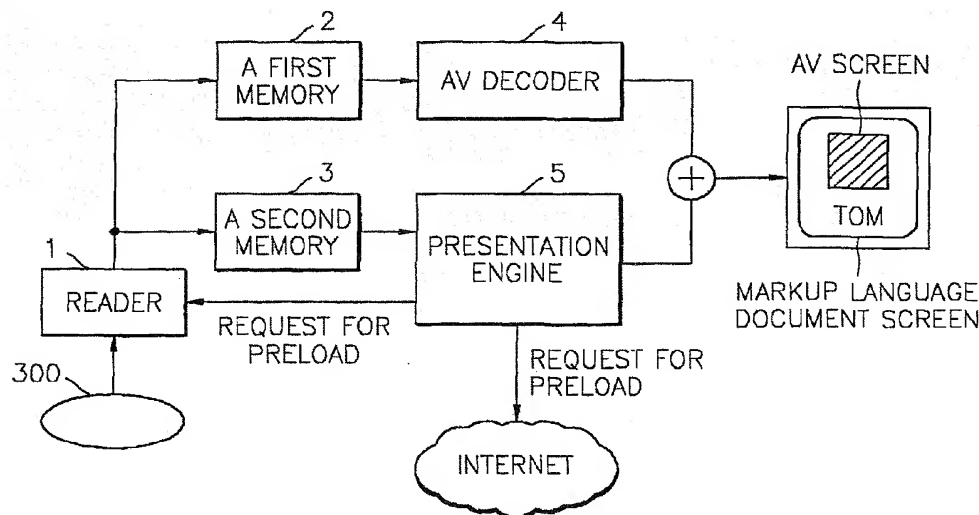 2
4
A FIRST
MEMORY
AV DECODER
AV SCREEN
3
5
A SECOND
MEMORY
PRESENTATION
ENGINE
TOM
1
READER
REQUEST FOR
PRELOAD
MARKUP LANGUAGE
DOCUMENT SCREEN
300
REQUEST FOR
PRELOAD
INTERNET